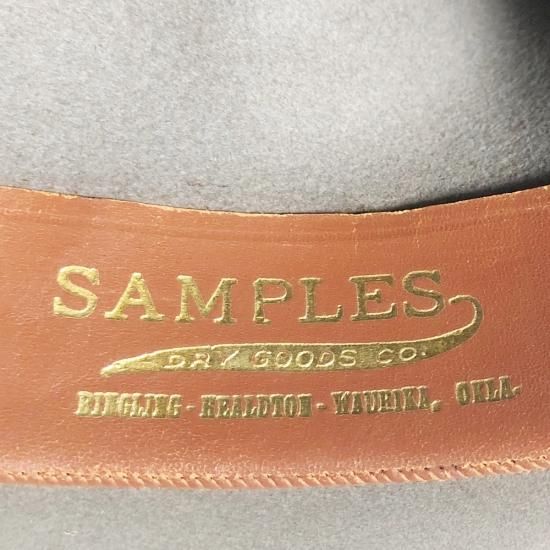 SAMPLES
DRY GOODS CO.
RINGLING - HEALDTON - WAURIKA, OKLA.